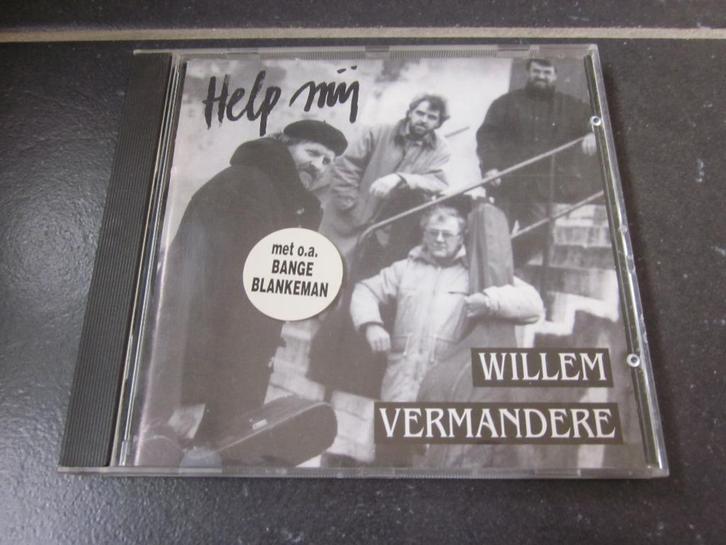 Help mij
met o.a.
BANGE
BLANKEMAN
WILLEM
VERMANDERE